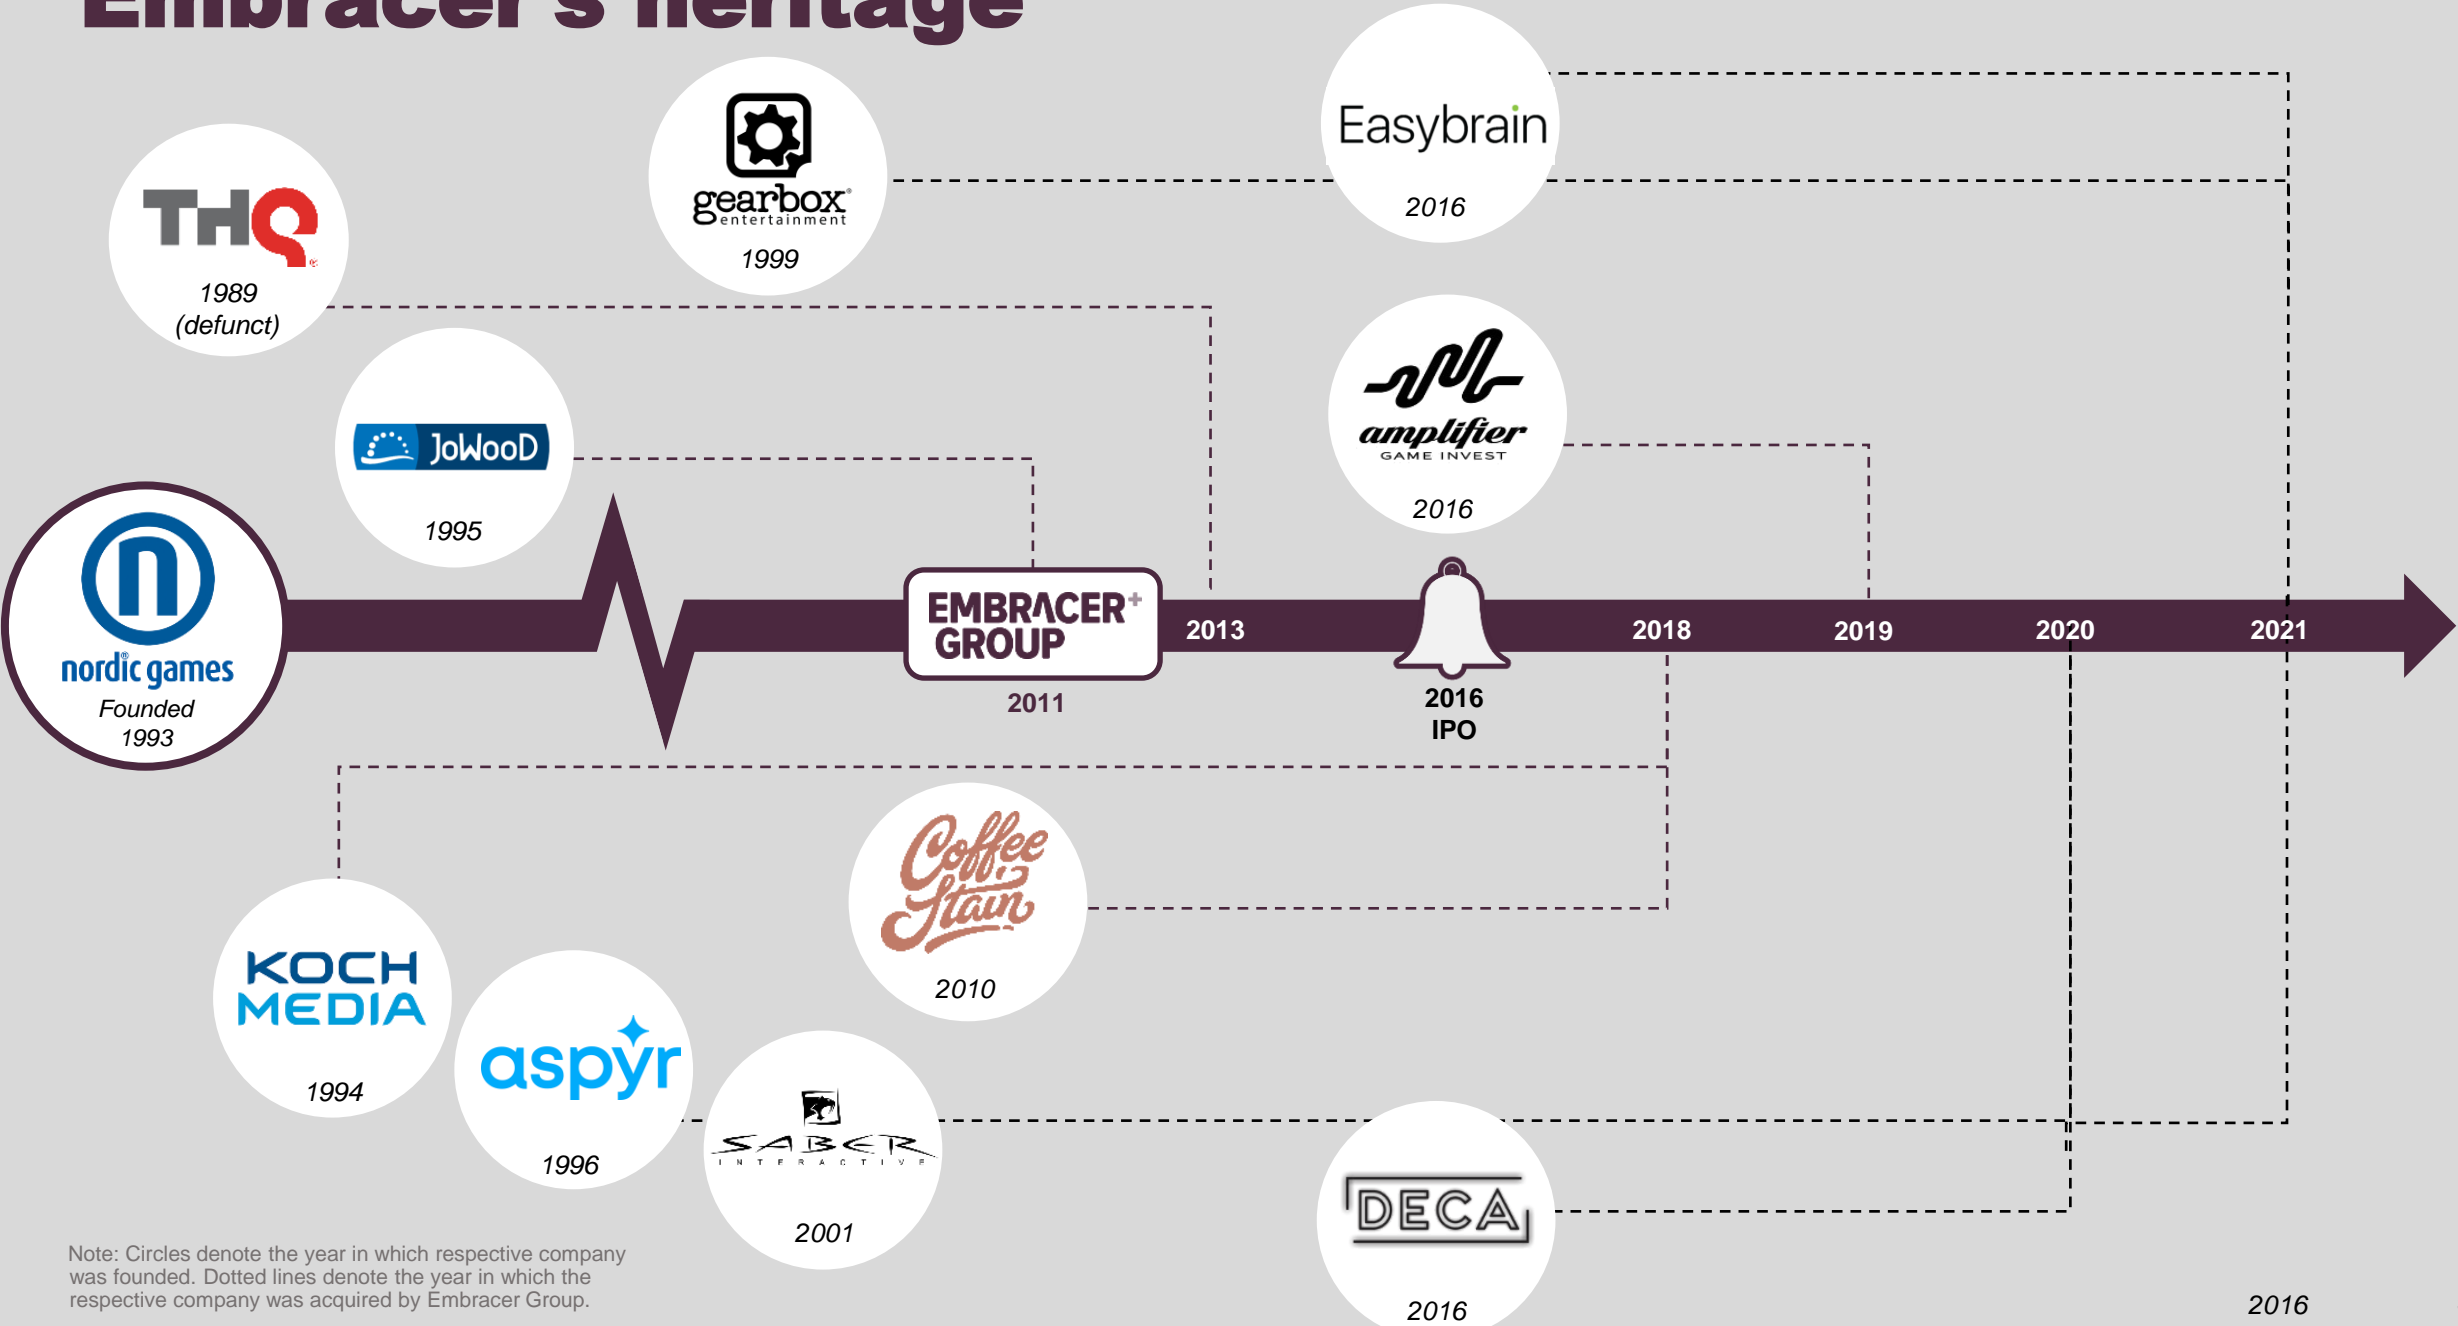 Embracer's heritage
Easybrain
2016
gearbox
entertainment
1999
THQ
1989
(defunct)
amplifier
GAME INVEST
2016
JoWooD
1995
nordic games
Founded
1993
EMBRACER+
GROUP
2011
2013
2016
IPO
2018
2019
2020
2021
Coffee
Stain
2010
KOCH
MEDIA
1994
aspyr
1996
SABER
INTERACTIVE
2001
DECA
2016
2016
Note: Circles denote the year in which respective company
was founded. Dotted lines denote the year in which the
respective company was acquired by Embracer Group.